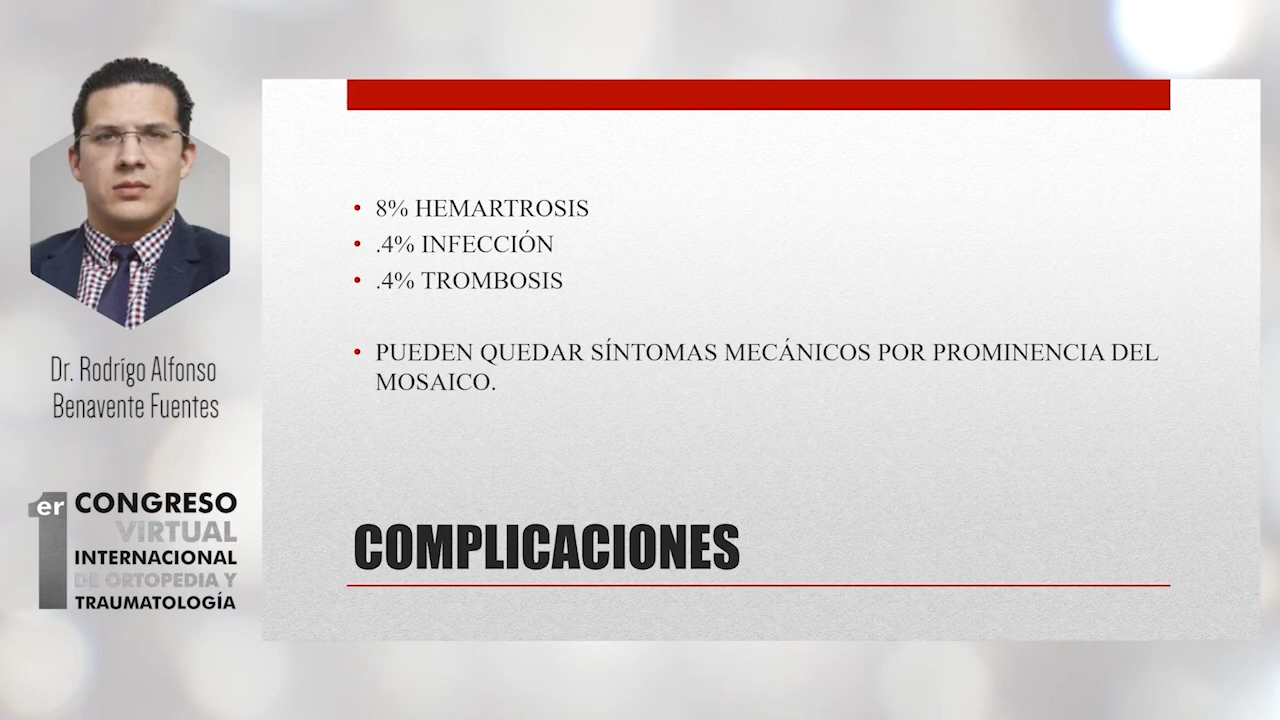 Dr. Rodrígo Alfonso
Benavente Fuentes
1er CONGRESO
VIRTUAL
INTERNACIONAL
DE ORTOPEDIA Y
TRAUMATOLOGÍA
• 8% HEMARTROSIS
• .4% INFECCIÓN
• .4% TROMBOSIS
• PUEDEN QUEDAR SÍNTOMAS MECÁNICOS POR PROMINENCIA DEL
MOSAICO.
COMPLICACIONES